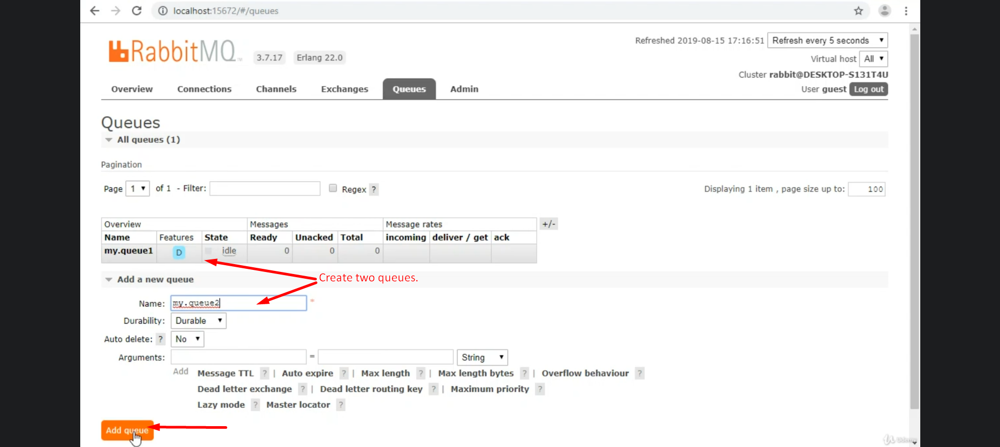 localhost:15672/#/queues
RabbitMQ TM 3.7.17 Erlang 22.0
Refreshed 2019-08-15 17:16:51 Refresh every 5 seconds
Virtual host All
Cluster rabbit@DESKTOP-S131T4U
User guest Log out
Overview Connections Channels Exchanges Queues Admin
Queues
All queues (1)
Pagination
Page 1 of 1 - Filter: Regex ? Displaying 1 item , page size up to: 100
Overview Messages Message rates +/-
Name Features State Ready Unacked Total incoming deliver / get ack
my.queue1 D idle 0 0 0
Create two queues.
Add a new queue
Name: my.queue2 *
Durability: Durable
Auto delete: ? No
Arguments: = String
Add Message TTL ? | Auto expire ? | Max length ? | Max length bytes ? | Overflow behaviour ?
Dead letter exchange ? | Dead letter routing key ? | Maximum priority ?
Lazy mode ? Master locator ?
Add queue
Udemy